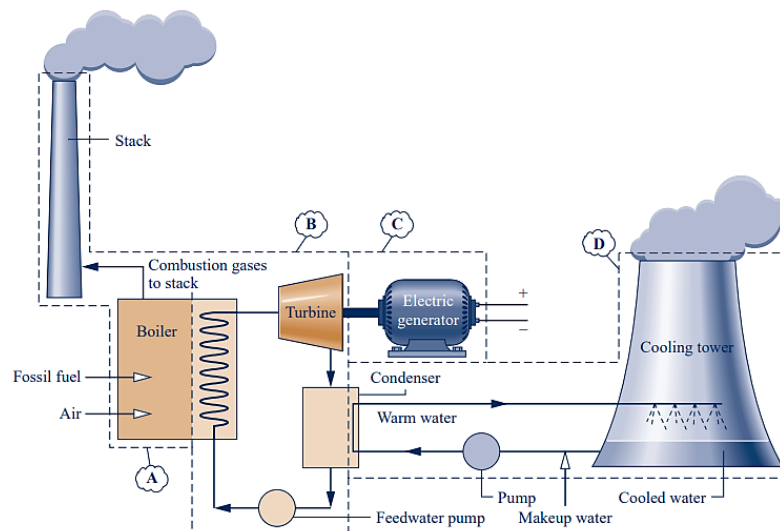 Stack
B
C
D
Combustion gases
to stack
Turbine
Electric
generator
+
−
Boiler
Cooling tower
Fossil fuel
Condenser
Air
Warm water
A
Pump
Cooled water
Feedwater pump
Makeup water